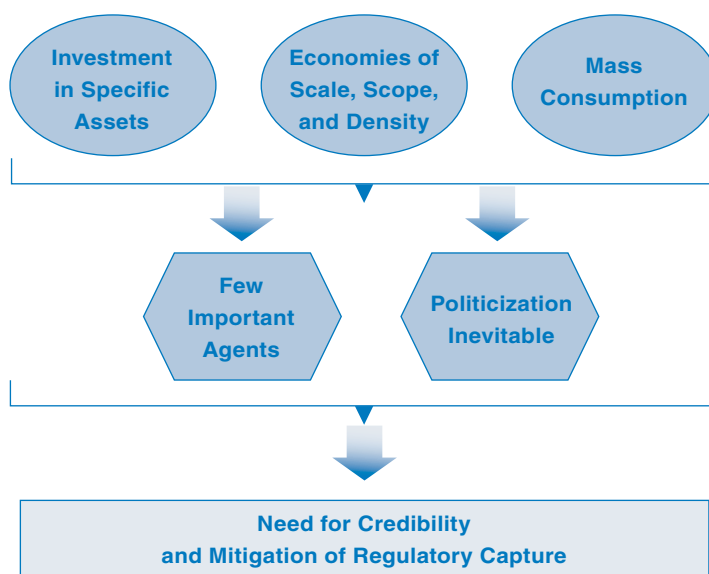 Investment
in Specific
Assets
Economies of
Scale, Scope,
and Density
Mass
Consumption
Few
Important
Agents
Politicization
Inevitable
Need for Credibility
and Mitigation of Regulatory Capture